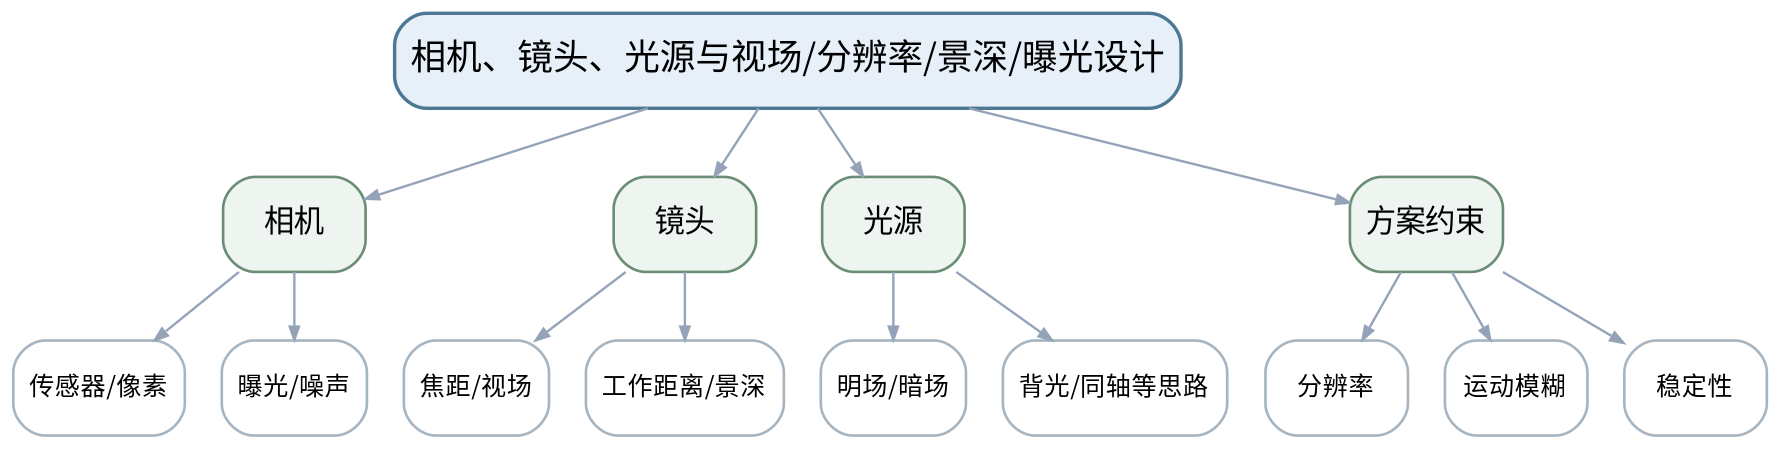 相机、镜头、光源与视场/分辨率/景深/曝光设计
相机
镜头
光源
方案约束
传感器/像素
曝光/噪声
焦距/视场
工作距离/景深
明场/暗场
背光/同轴等思路
分辨率
运动模糊
稳定性